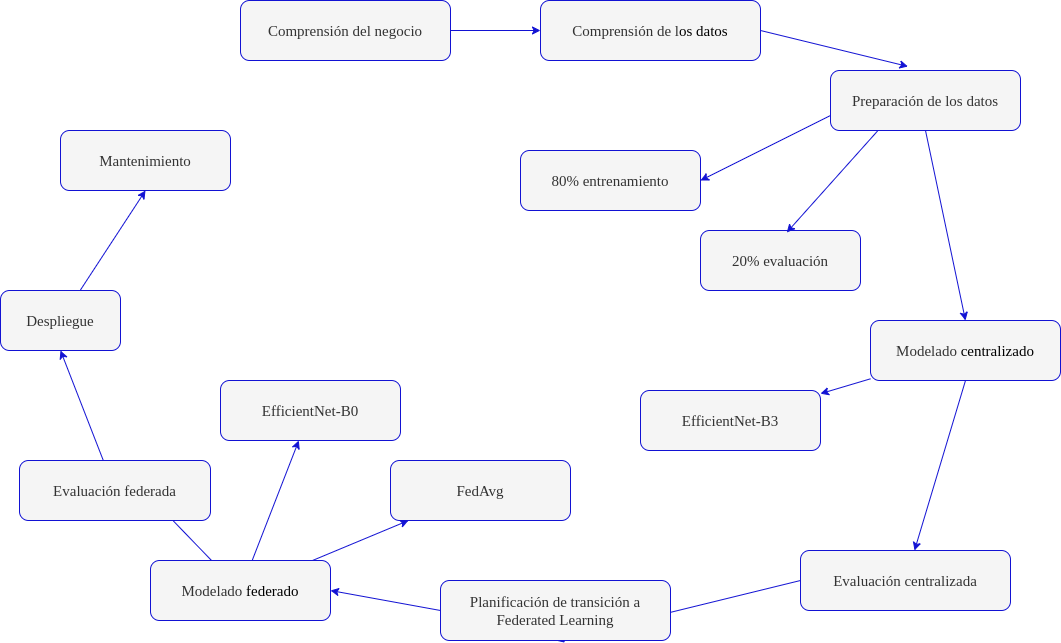 Comprensión del negocio
Comprensión de los datos
Preparación de los datos
80% entrenamiento
20% evaluación
Modelado centralizado
EfficientNet-B3
Evaluación centralizada
Planificación de transición a
Federated Learning
Modelado federado
FedAvg
EfficientNet-B0
Evaluación federada
Despliegue
Mantenimiento